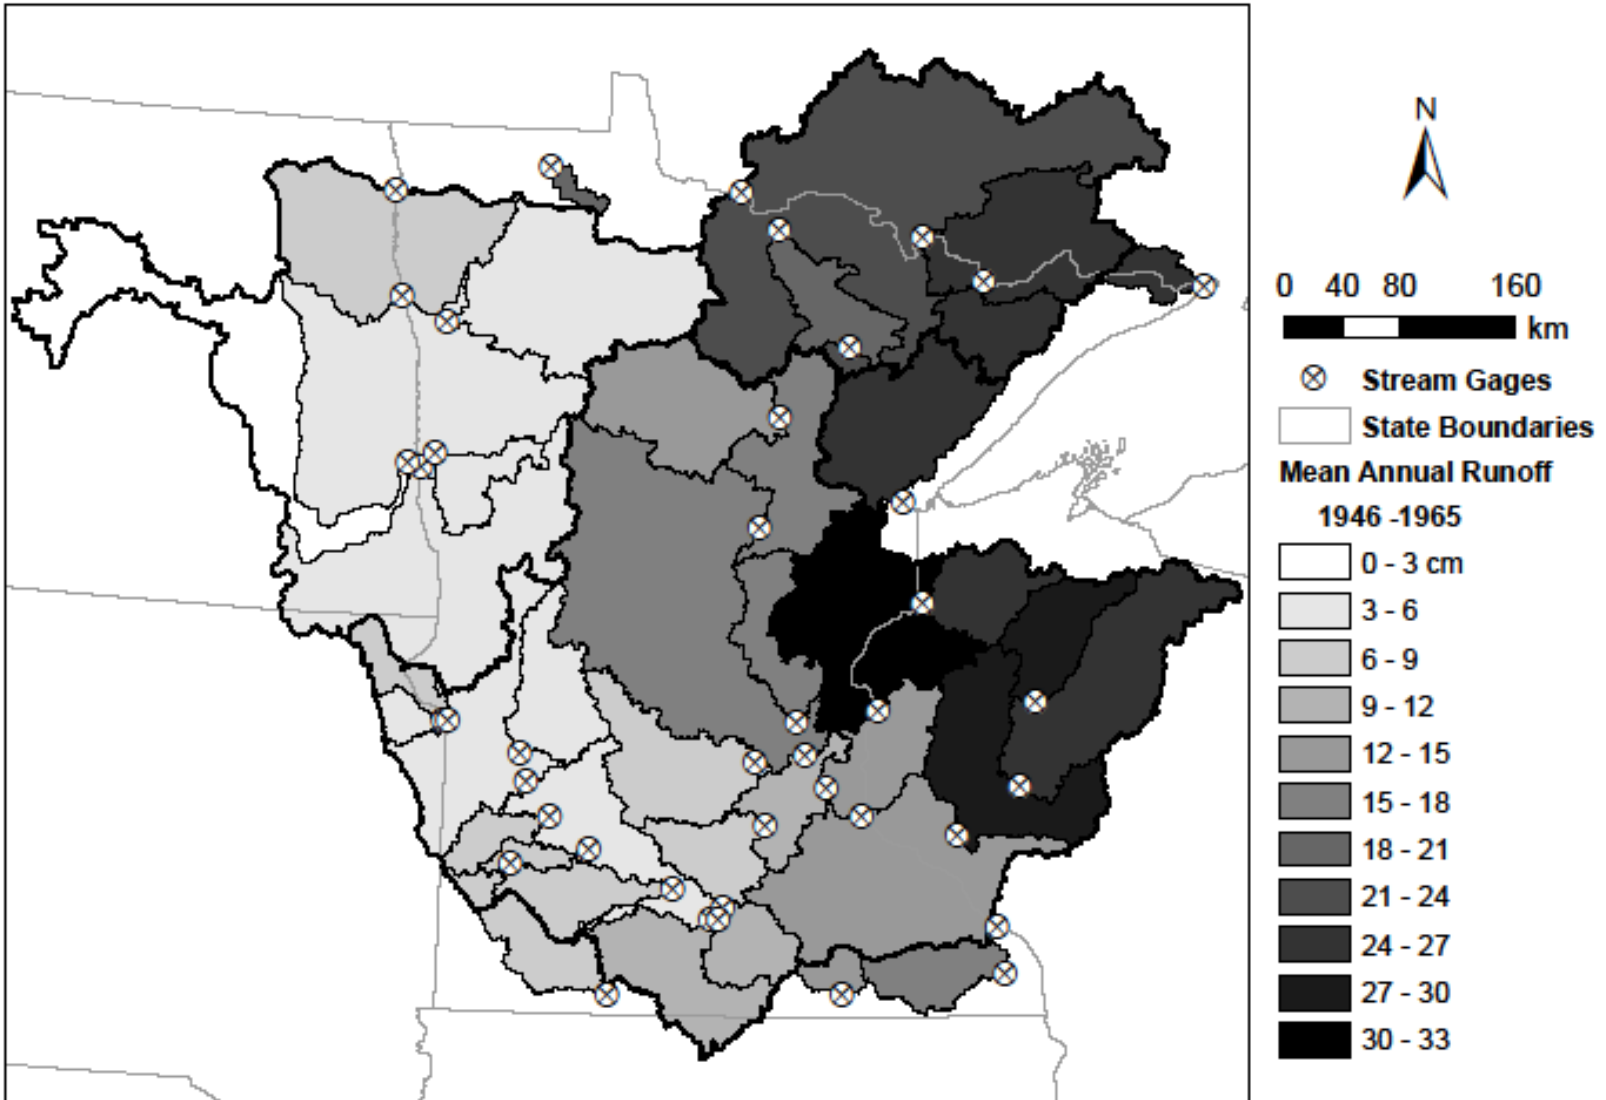 N
0 40 80 160
km
Stream Gages
State Boundaries
Mean Annual Runoff
1946 -1965
0 - 3 cm
3 - 6
6 - 9
9 - 12
12 - 15
15 - 18
18 - 21
21 - 24
24 - 27
27 - 30
30 - 33